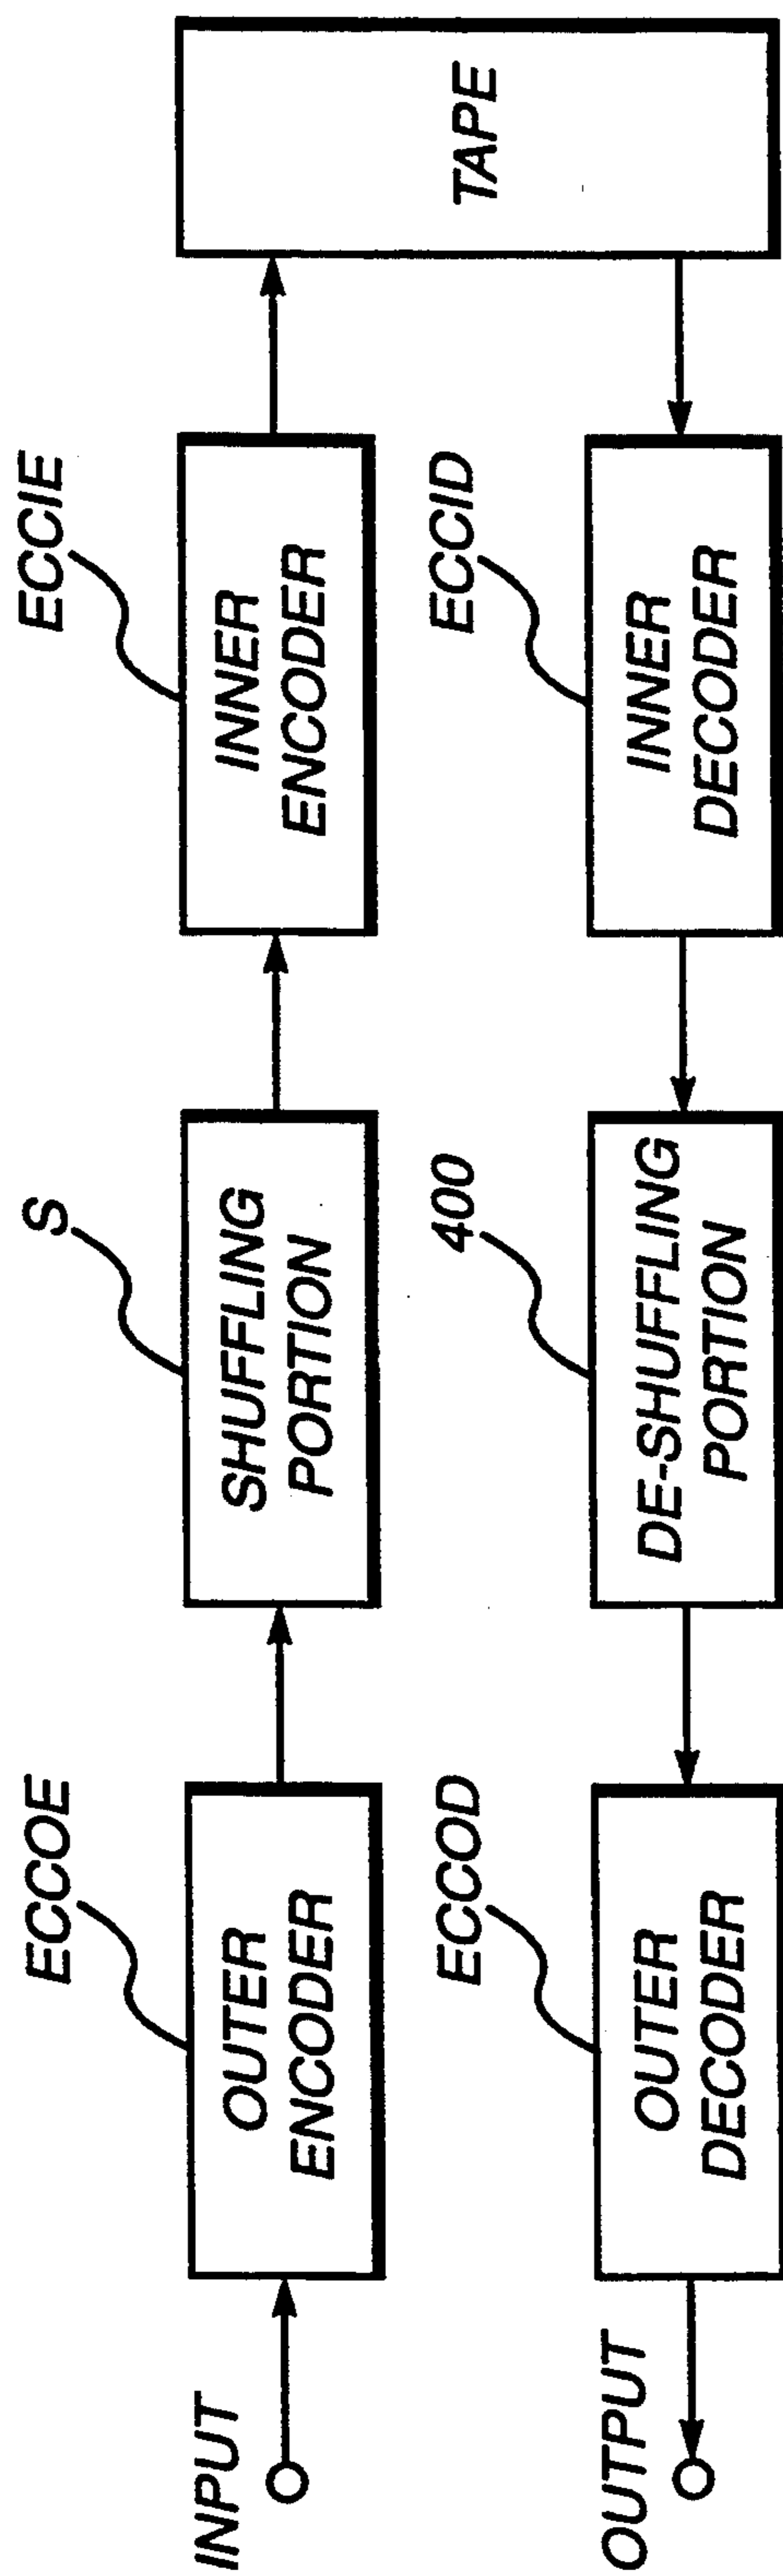 INPUT
ECCOE
OUTER
ENCODER
S
SHUFFLING
PORTION
ECCIE
INNER
ENCODER
TAPE
OUTPUT
ECCOD
OUTER
DECODER
400
DE-SHUFFLING
PORTION
ECCID
INNER
DECODER